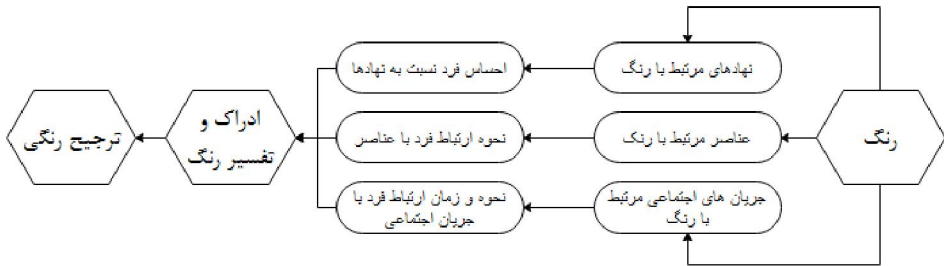 رنگ
نهادهای مرتبط با رنگ
احساس فرد نسبت به نهادها
عناصر مرتبط با رنک
نحوه ارتباط فرد با عناصر
جریان های اجتماعی مرتبط
با رنگ
نحوه و زمان ارتباط فرد با
جریان اجتماعی
ادراک و
تفسیر رنگ
ترجیح رنگی